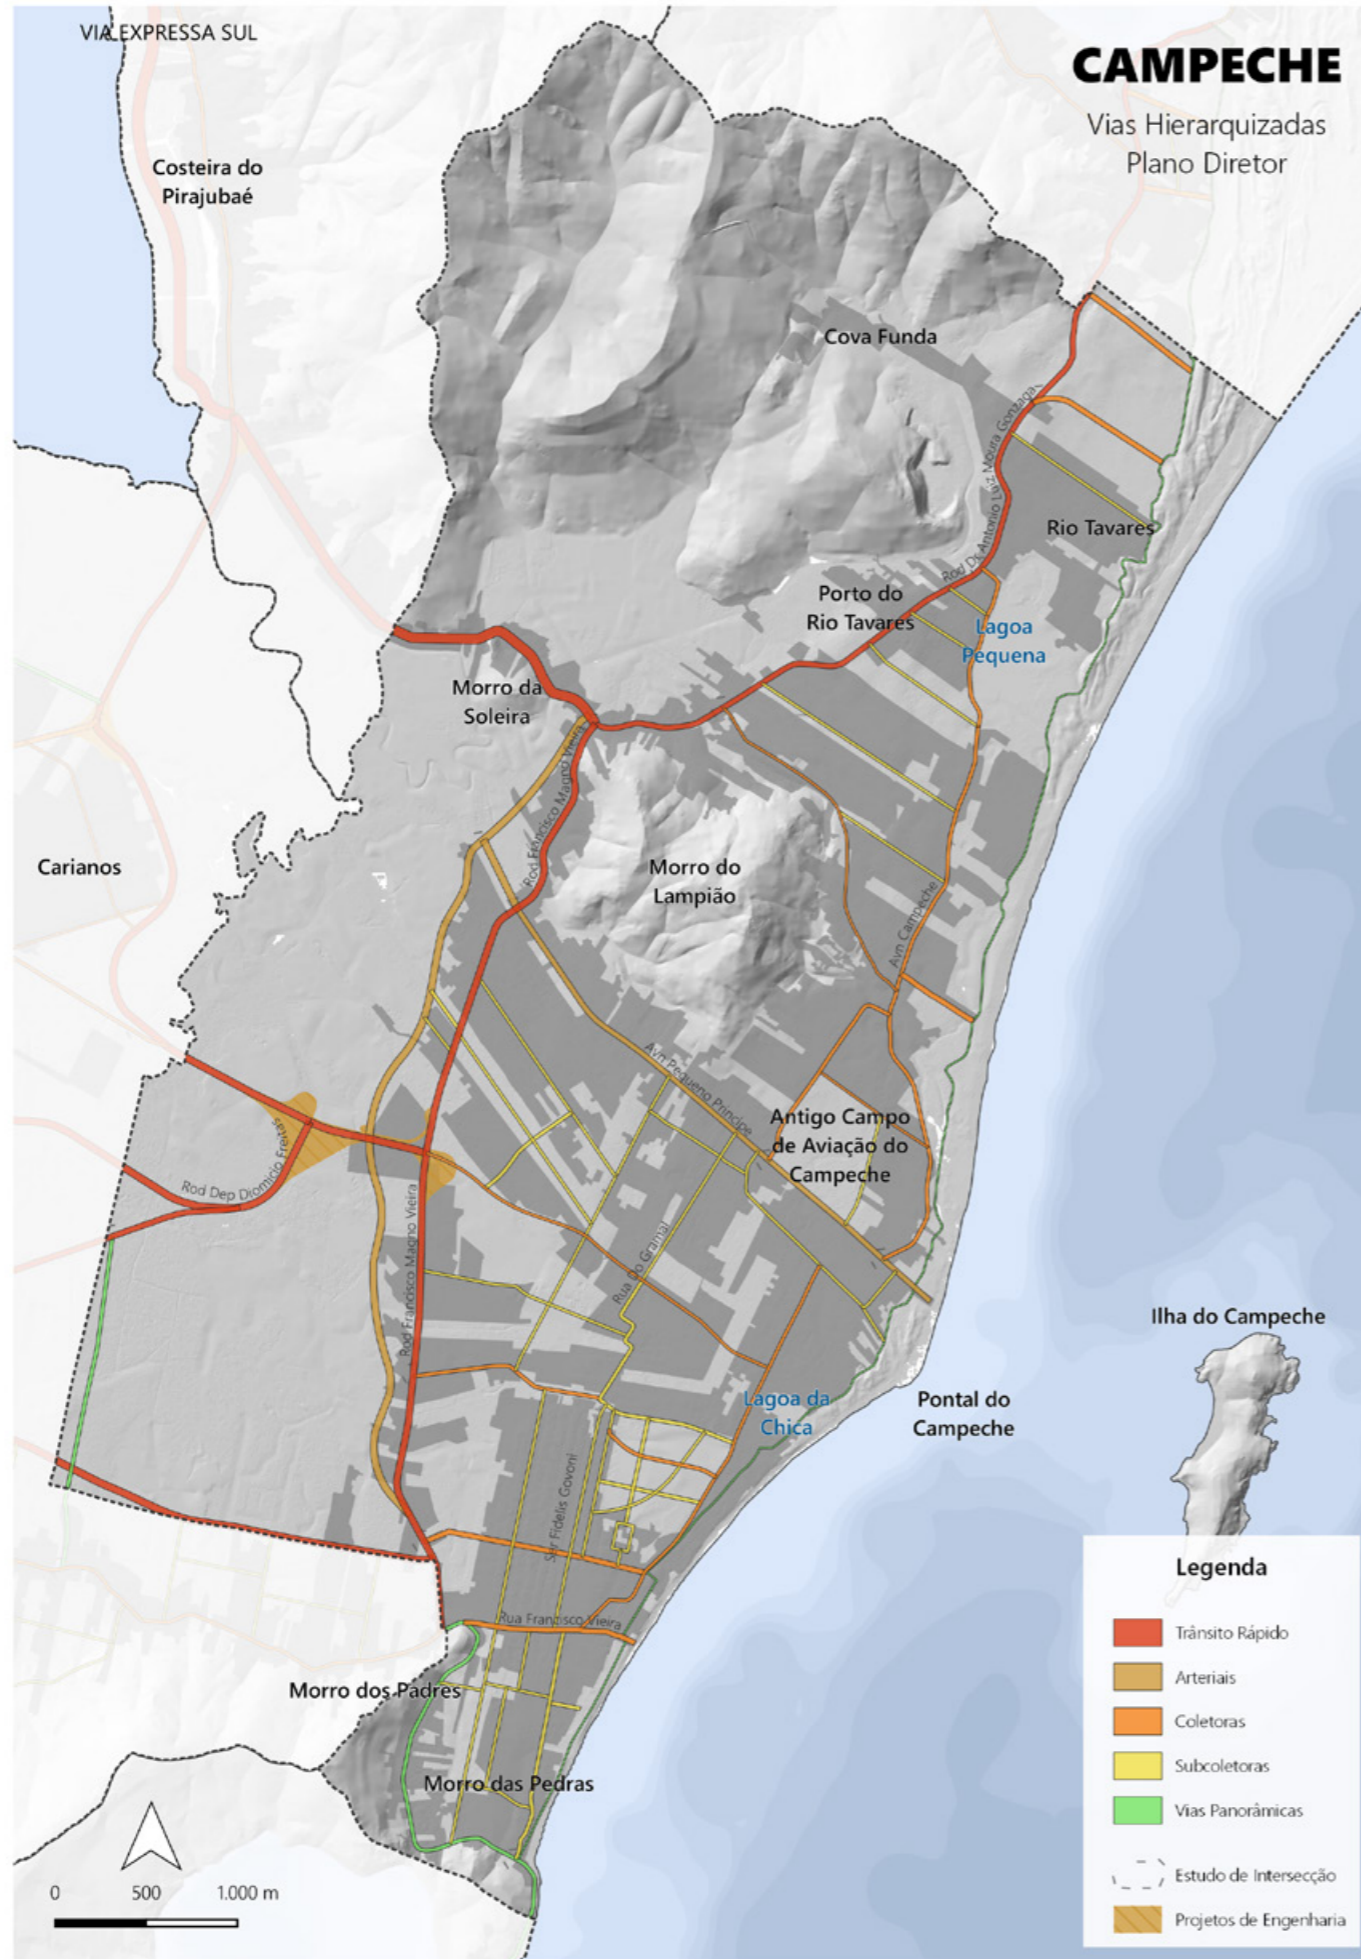 VIA EXPRESSA SUL
CAMPECHE
Vias Hierarquizadas
Plano Diretor
Costeira do
Pirajubaé
Cova Funda
Rod Dr Antonio Luiz Moura Gonzaga
Rio Tavares
Porto do
Rio Tavares
Lagoa
Pequena
Morro da
Soleira
Rod Francisco Magno Vieira
Carianos
Morro do
Lampião
Avn Campeche
Avn Pequeno Principe
Antigo Campo
de Aviação do
Campeche
Rod Dep Diomicio Freitas
Rod Francisco Magno Vieira
Rua Do Gramal
Ilha do Campeche
Lagoa da
Chica
Pontal do
Campeche
Ser Fidelis Govoni
Rua Francisco Vieira
Morro dos Padres
Morro das Pedras
0 500 1.000 m
Legenda
Trânsito Rápido
Arteriais
Coletoras
Subcoletoras
Vias Panorâmicas
Estudo de Intersecção
Projetos de Engenharia